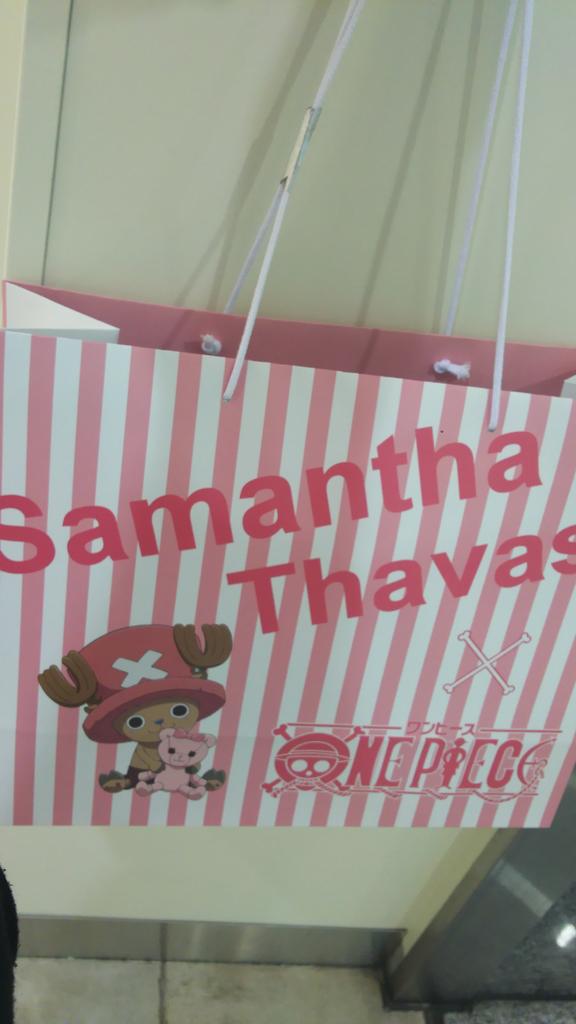 Samantha
Thavas
ワンピース
ONE PIECE